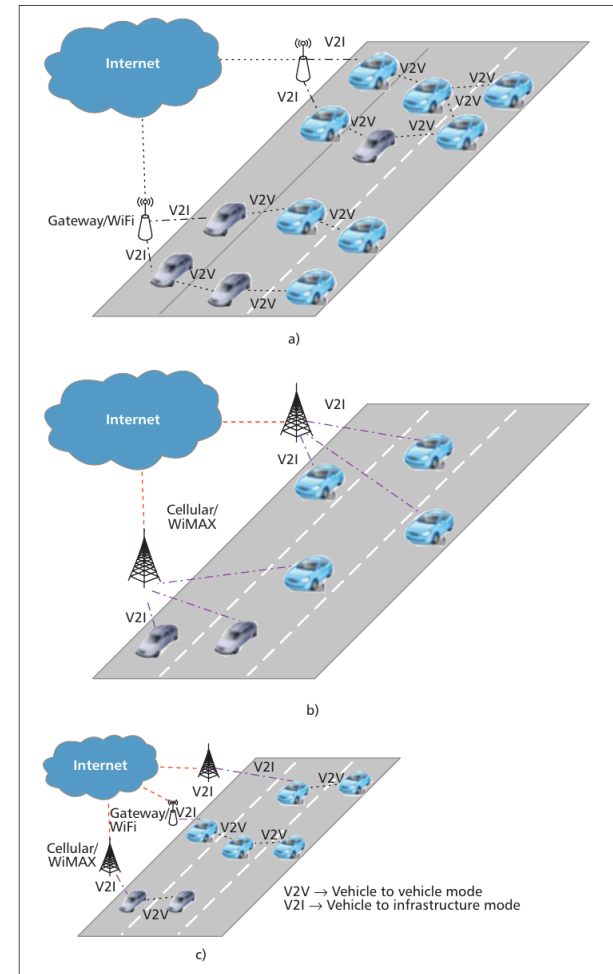 Internet
V2I
V2I
V2V
V2V
V2V
V2V
V2V
Gateway/WiFi
V2I
V2V
V2V
V2I
V2V
V2V
a)
Internet
V2I
V2I
Cellular/
WiMAX
V2I
b)
Internet
V2I
V2V
V2I
Gateway/
WiFi
V2I
V2V
V2V
Cellular/
WiMAX
V2I
V2V
V2V → Vehicle to vehicle mode
V2I → Vehicle to infrastructure mode
c)